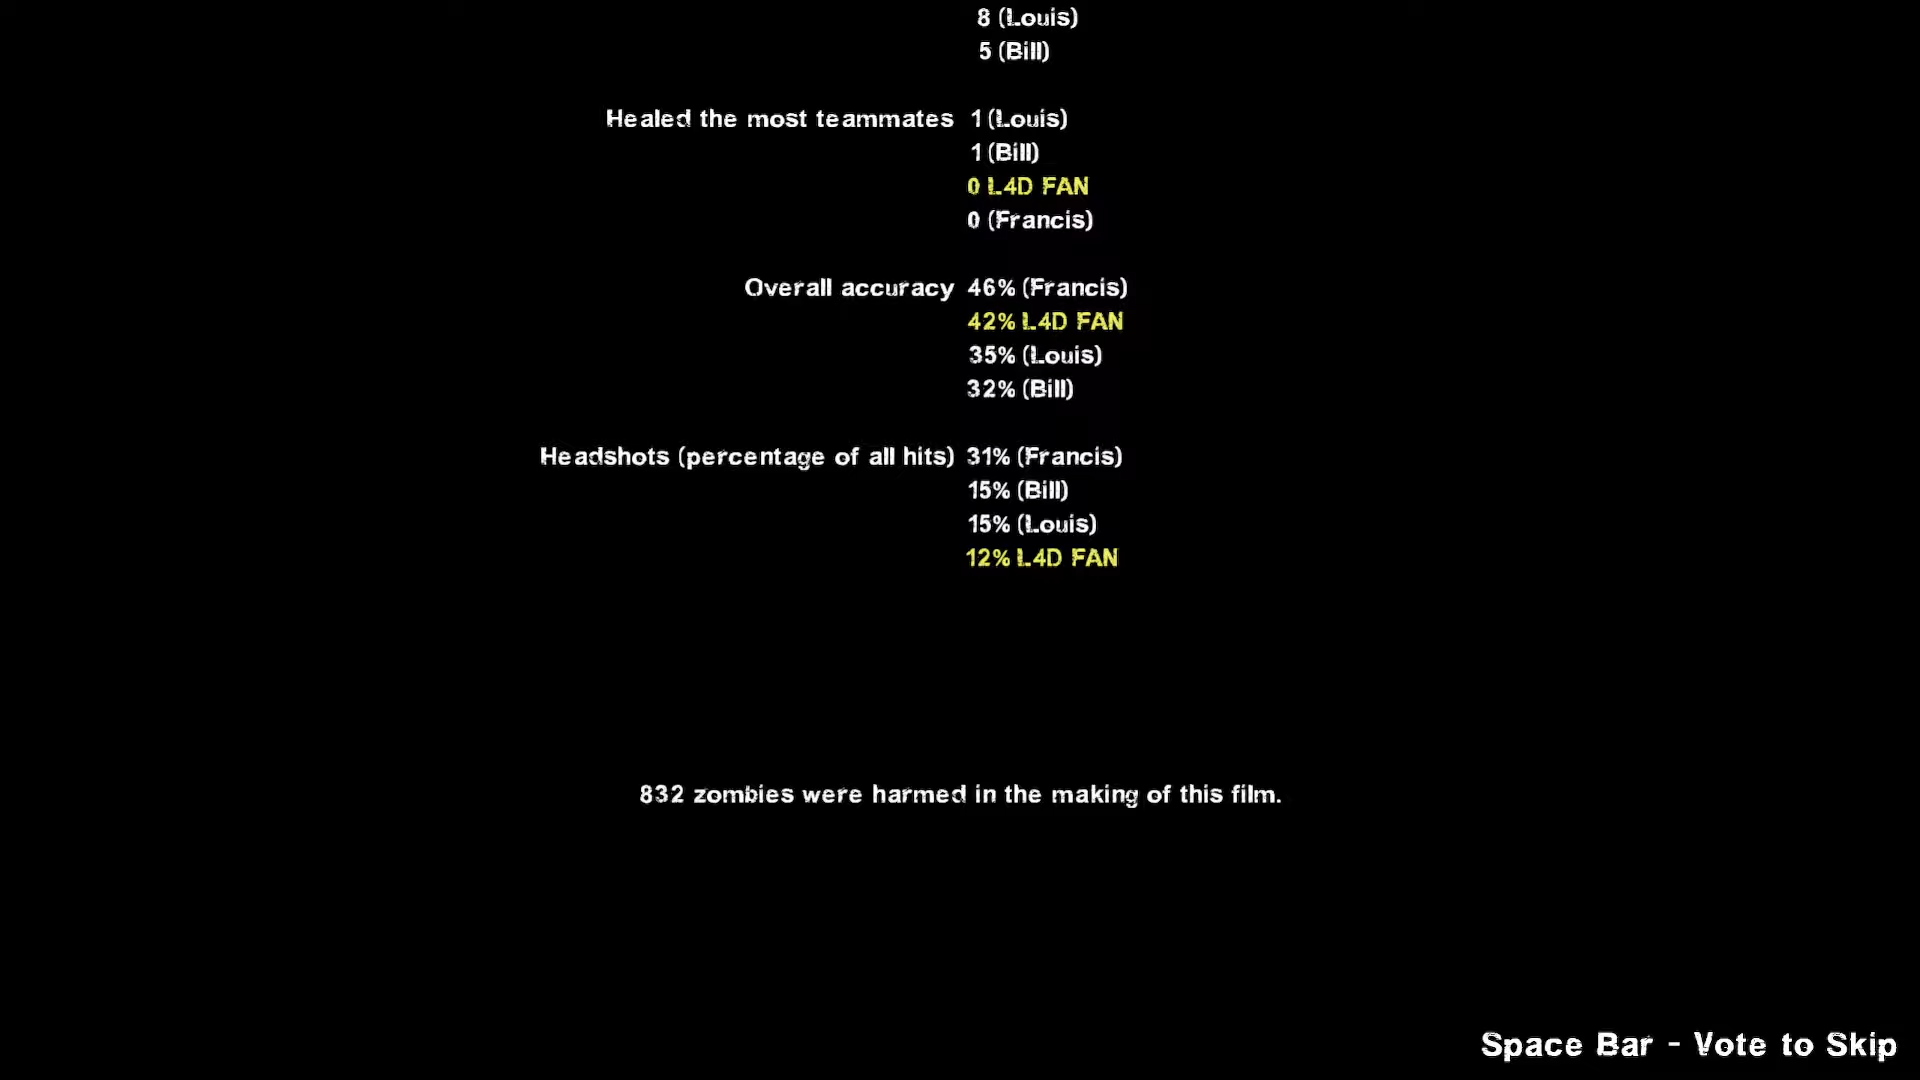 8 (Louis)
5 (Bill)
Healed the most teammates 1 (Louis)
1 (Bill)
0 L4D FAN
0 (Francis)
Overall accuracy 46% (Francis)
42% L4D FAN
35% (Louis)
32% (Bill)
Headshots (percentage of all hits) 31% (Francis)
15% (Bill)
15% (Louis)
12% L4D FAN
832 zombies were harmed in the making of this film.
Space Bar - Vote to Skip